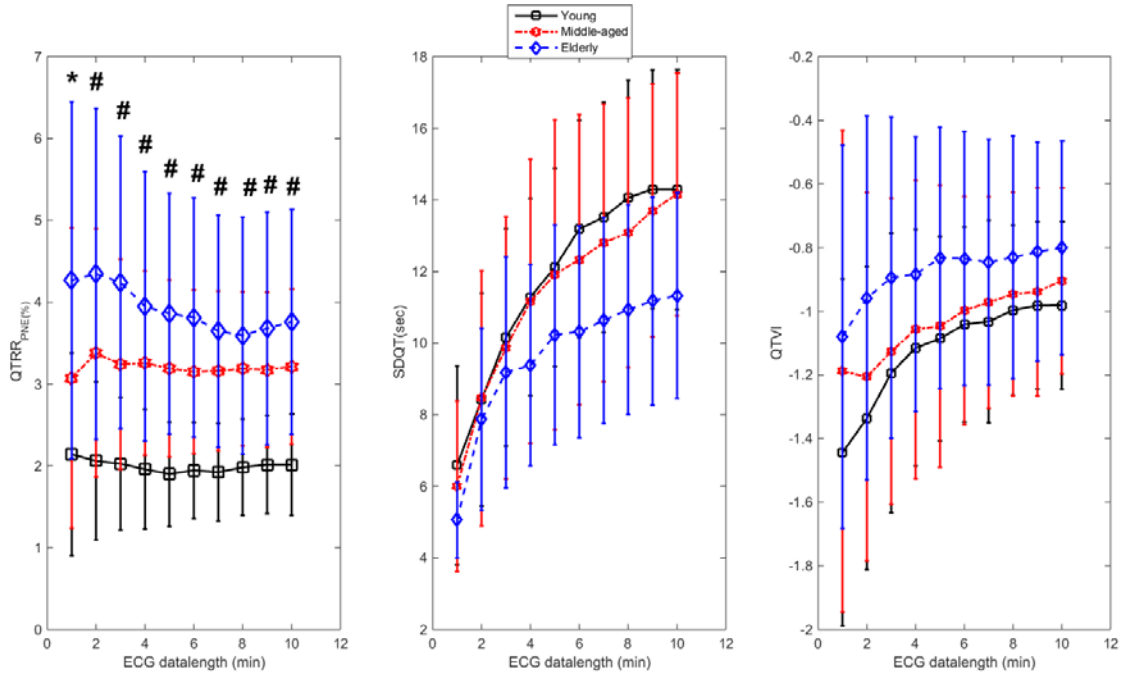 Young
Middle-aged
Elderly
7
6
5
4
3
2
1
0
* # # # # # # # # #
QTRR_PNE(%)
0 2 4 6 8 10 12
ECG datalength (min)
18
16
14
12
10
8
6
4
2
SDQT(sec)
0 2 4 6 8 10 12
ECG datalength (min)
-0.2
-0.4
-0.6
-0.8
-1
-1.2
-1.4
-1.6
-1.8
-2
QTVI
0 2 4 6 8 10 12
ECG datalength (min)